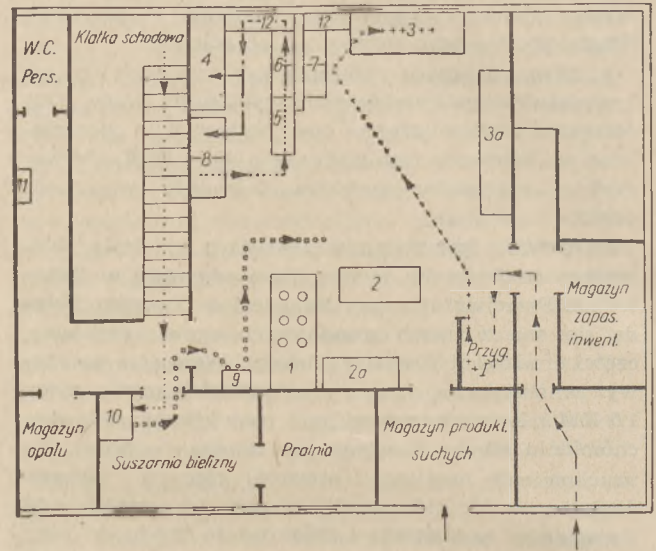 W.C.
Pers.
Klatka schodowa
12
12
3
4
6
7
5
8
3a
11
2
1
2a
9
10
Przyg.
I
Magazyn
zapas.
inwent.
Magazyn
opału
Suszarnia bielizny
Pralnia
Magazyn produkt.
suchych